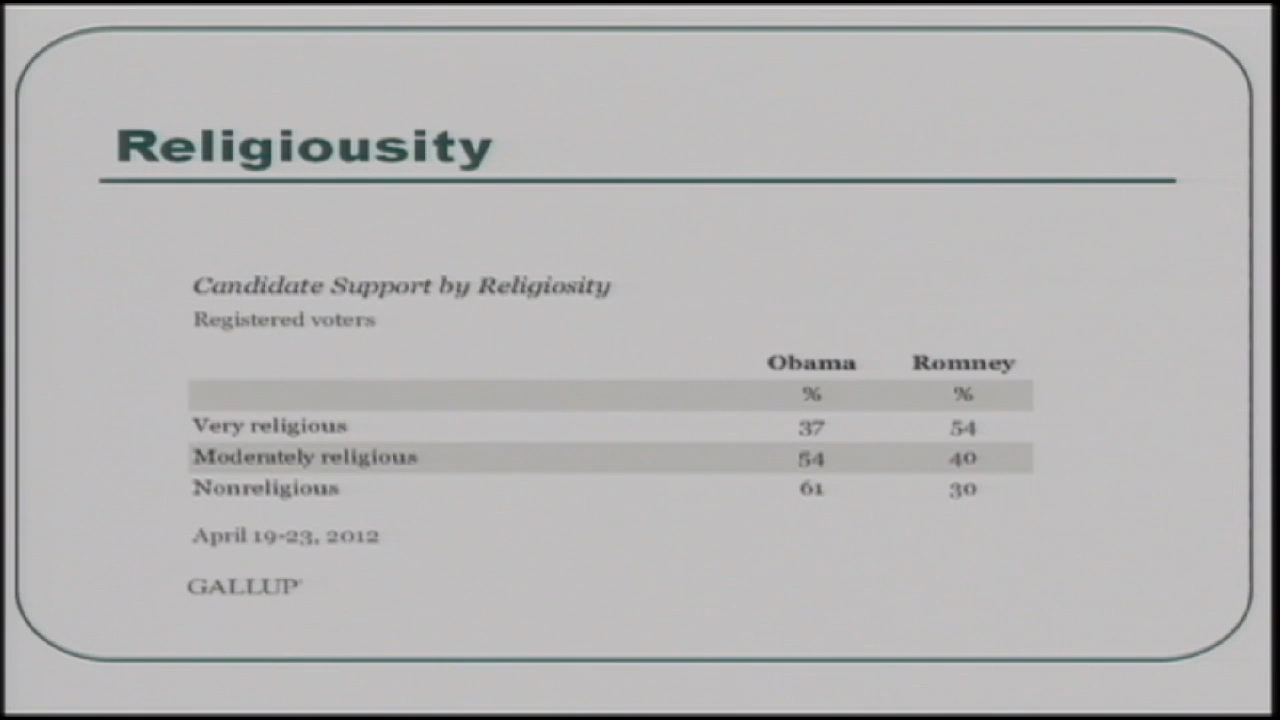 Religiousity
Candidate Support by Religiosity
Registered voters
Obama Romney
% %
Very religious 37 54
Moderately religious 54 40
Nonreligious 61 30
April 19-23, 2012
GALLUP